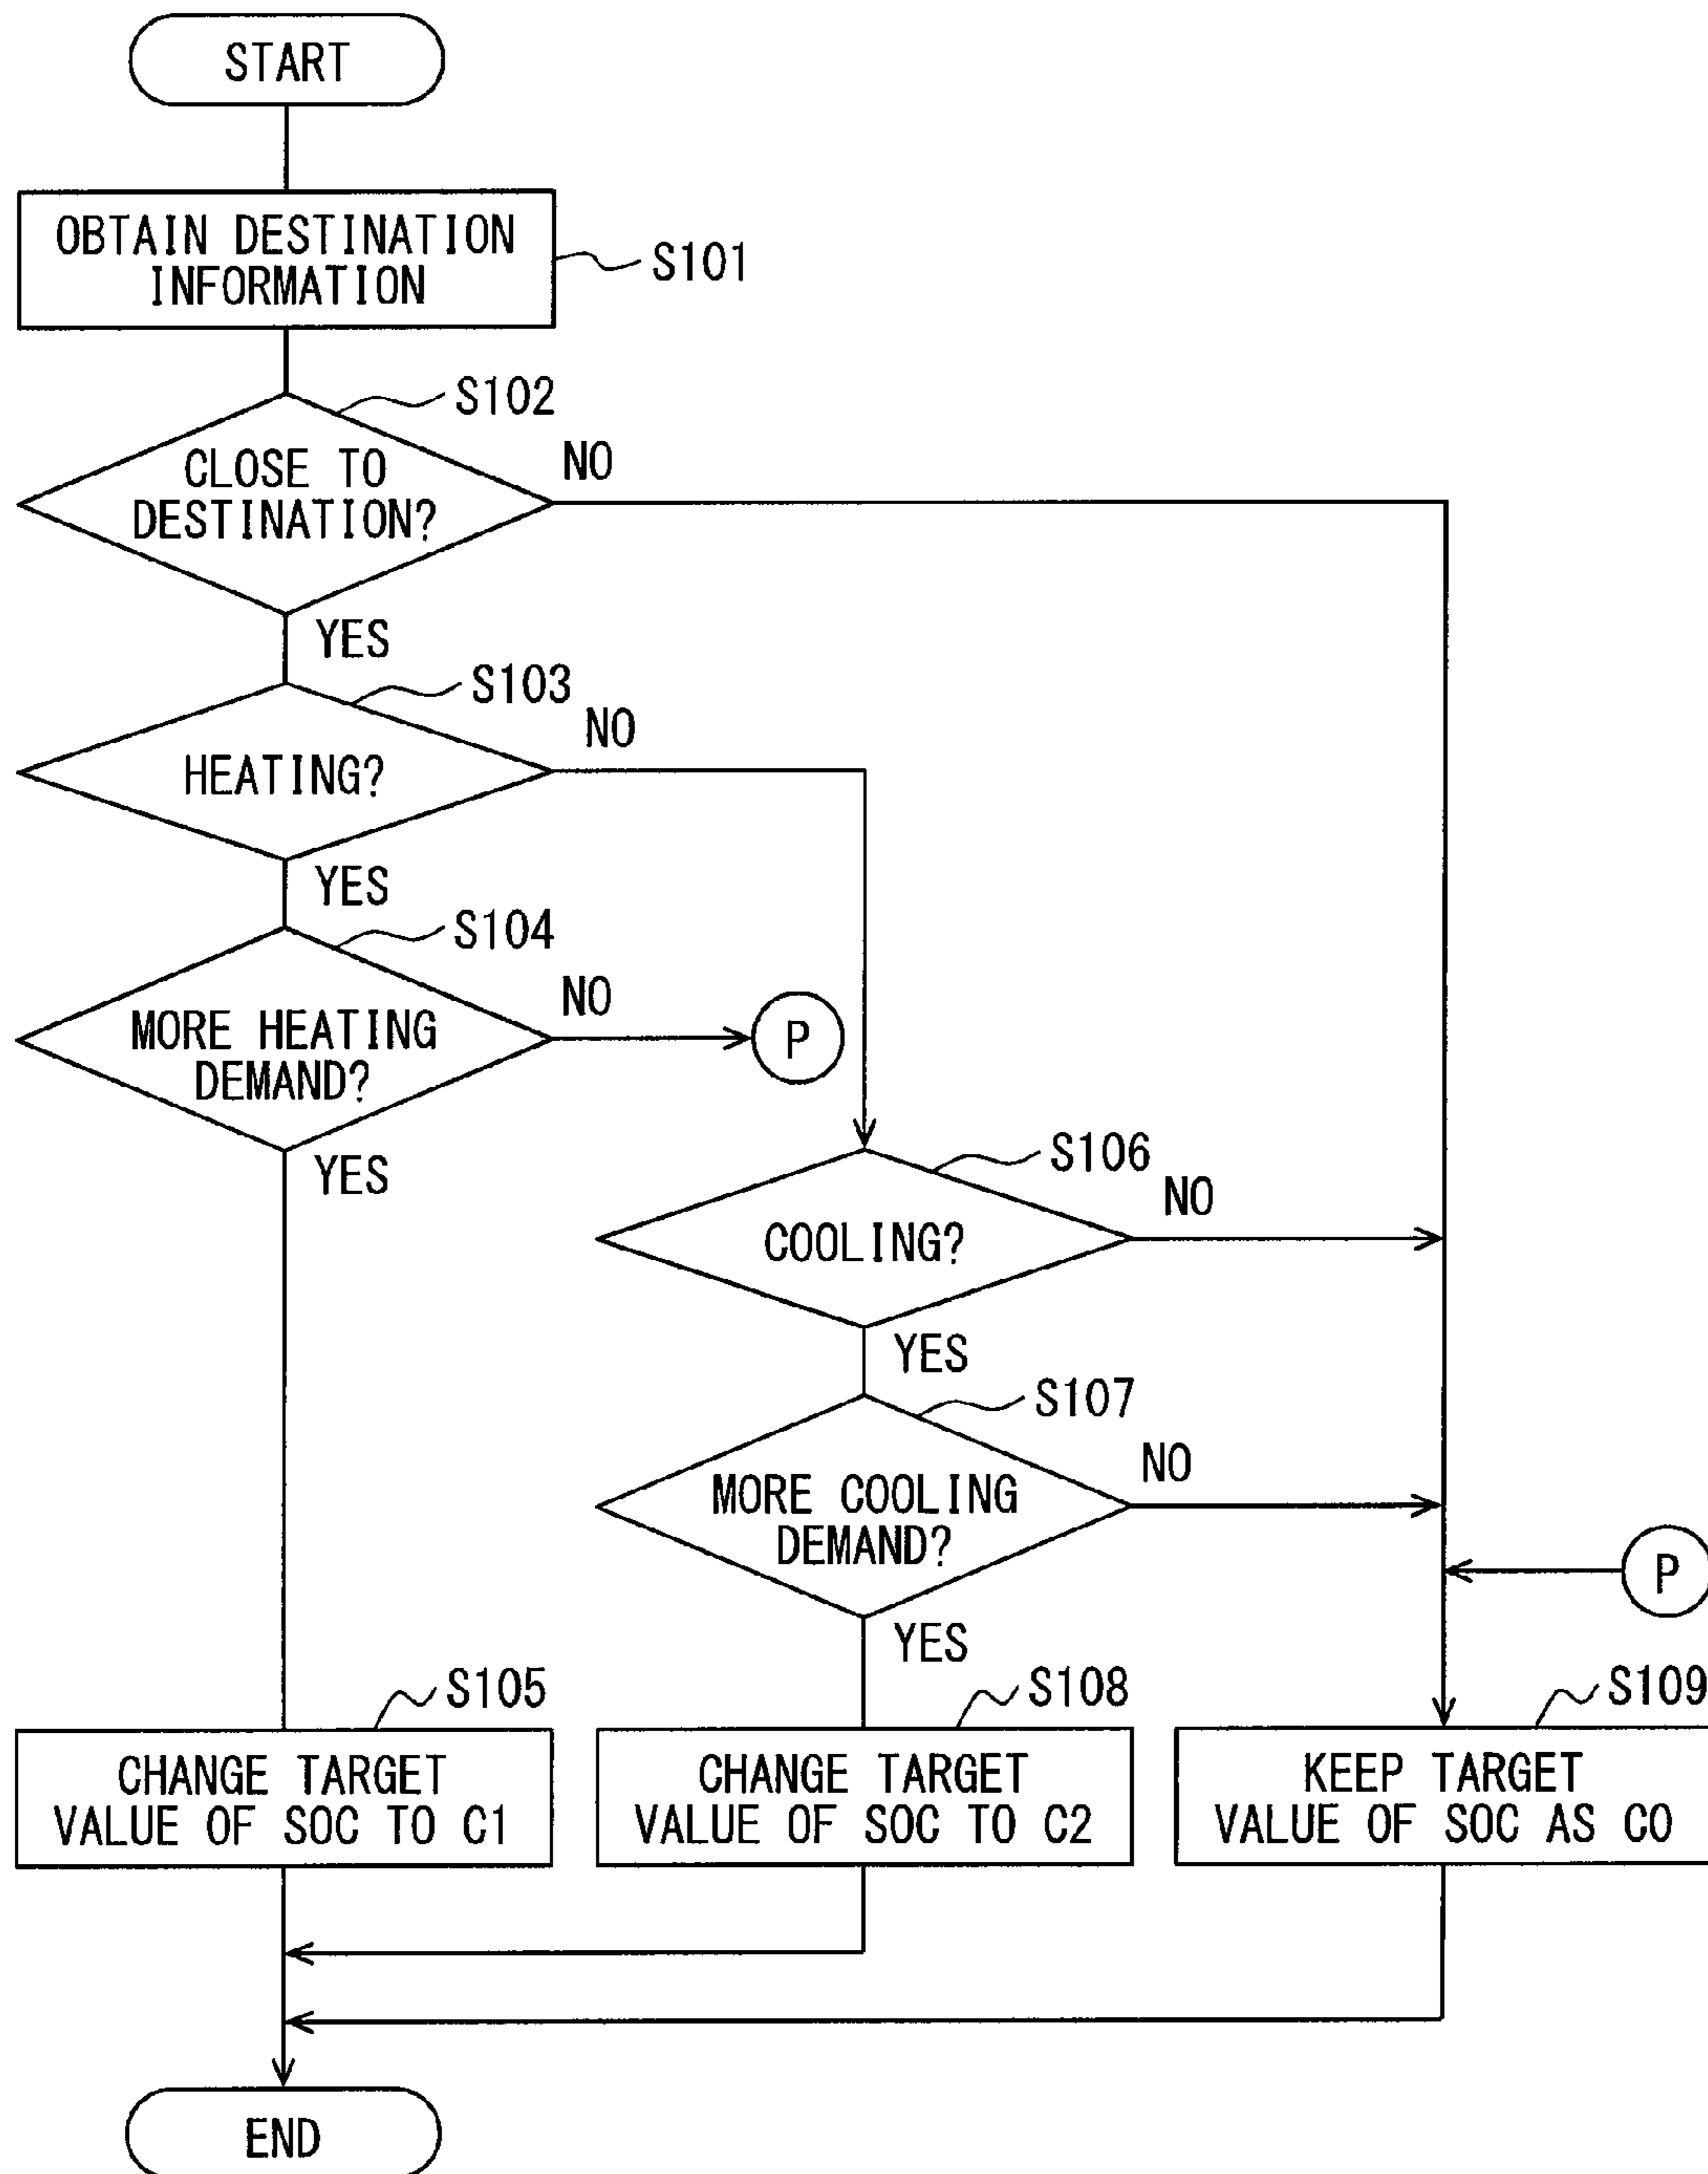 START
OBTAIN DESTINATION
INFORMATION
S101
S102
CLOSE TO
DESTINATION?
NO
YES
S103
HEATING?
NO
YES
S104
MORE HEATING
DEMAND?
NO
P
YES
S106
COOLING?
NO
YES
S107
MORE COOLING
DEMAND?
NO
P
YES
S105
CHANGE TARGET
VALUE OF SOC TO C1
S108
CHANGE TARGET
VALUE OF SOC TO C2
S109
KEEP TARGET
VALUE OF SOC AS C0
END